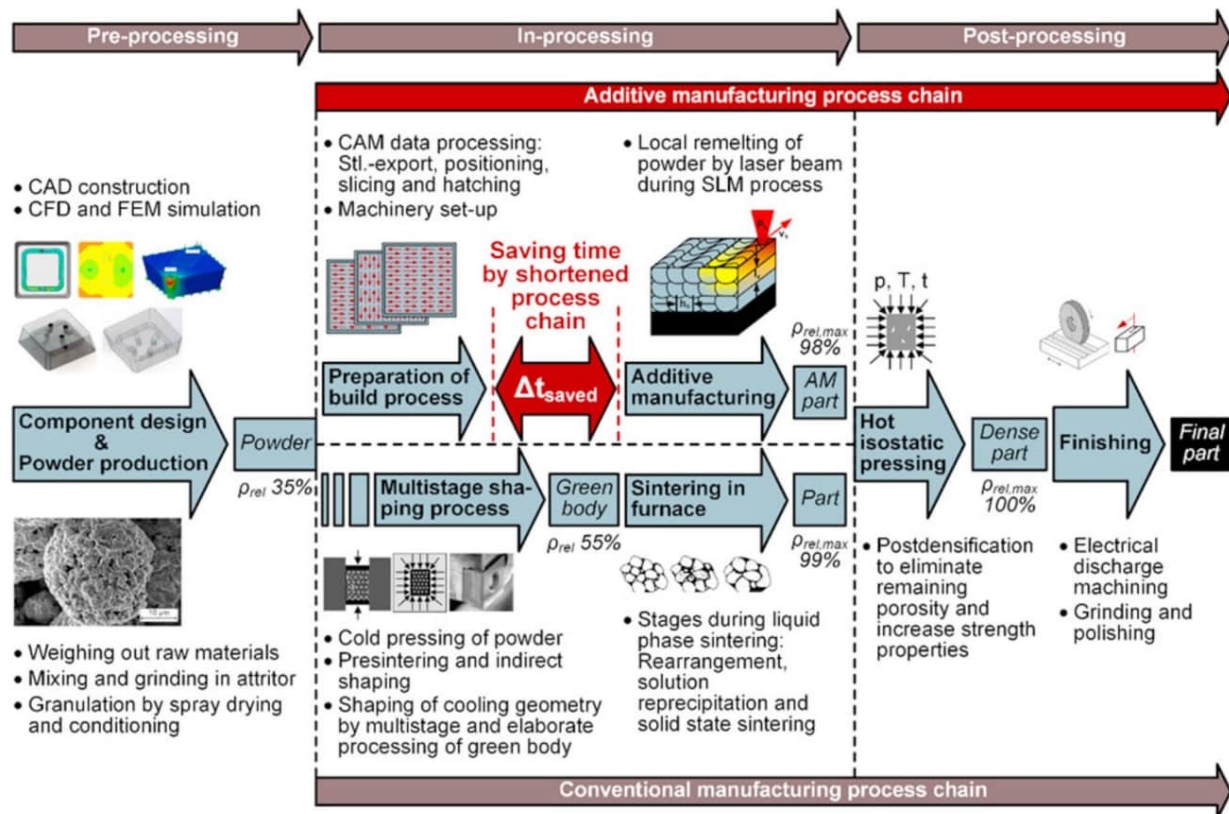 Pre-processing
In-processing
Post-processing
Additive manufacturing process chain
• CAD construction
• CFD and FEM simulation
• CAM data processing:
Stl.-export, positioning,
slicing and hatching
• Machinery set-up
• Local remelting of
powder by laser beam
during SLM process
Saving time
by shortened
process
chain
p, T, t
ρrel,max
98%
Component design
&
Powder production
Powder
ρrel 35%
Preparation of
build process
Δtsaved
Additive
manufacturing
AM
part
Multistage sha-
ping process
Green
body
ρrel 55%
Sintering in
furnace
Part
ρrel,max
99%
Hot
isostatic
pressing
Dense
part
ρrel,max
100%
Finishing
Final
part
10 µm
• Weighing out raw materials
• Mixing and grinding in attritor
• Granulation by spray drying
and conditioning
• Cold pressing of powder
• Presintering and indirect
shaping
• Shaping of cooling geometry
by multistage and elaborate
processing of green body
• Stages during liquid
phase sintering:
Rearrangement,
solution
reprecipitation and
solid state sintering
• Postdensification
to eliminate
remaining
porosity and
increase strength
properties
• Electrical
discharge
machining
• Grinding and
polishing
Conventional manufacturing process chain